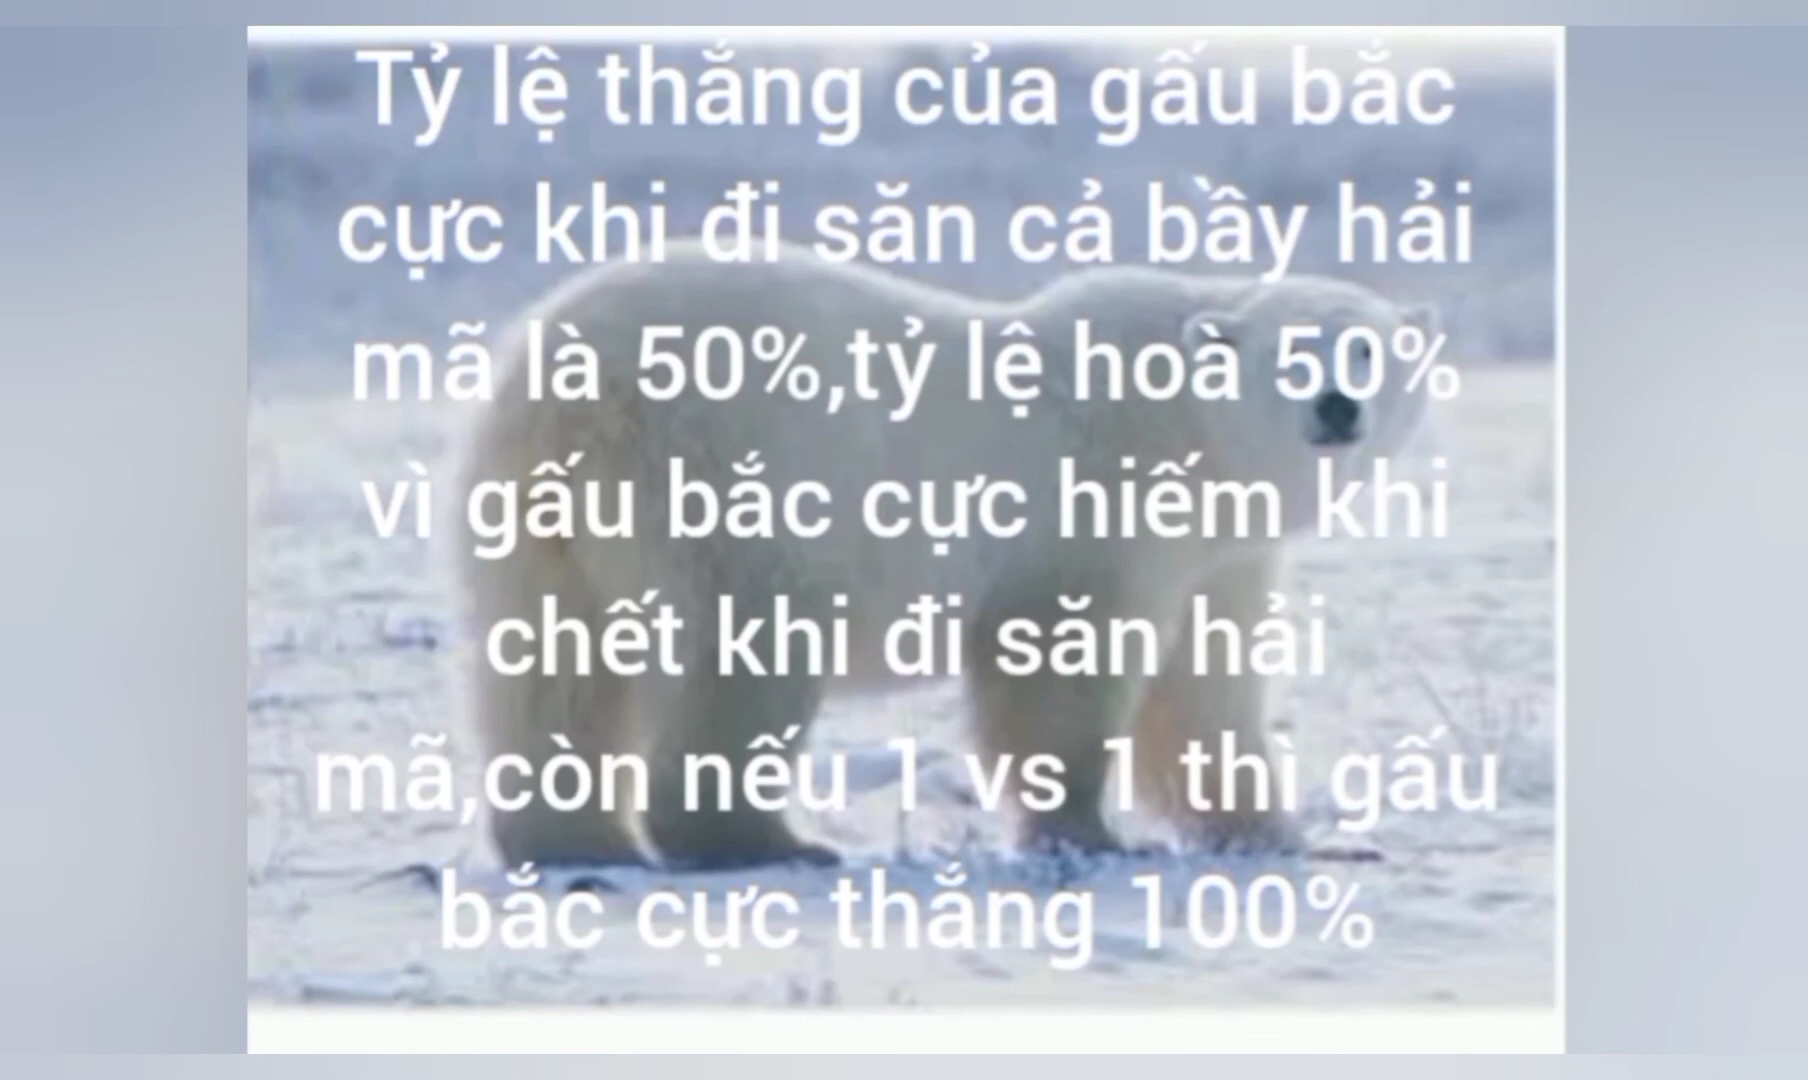 Tỷ lệ thắng của gấu bắc
cực khi đi săn cả bầy hải
mã là 50%,tỷ lệ hoà 50%
vì gấu bắc cực hiếm khi
chết khi đi săn hải
mã,còn nếu 1 vs 1 thì gấu
bắc cực thắng 100%